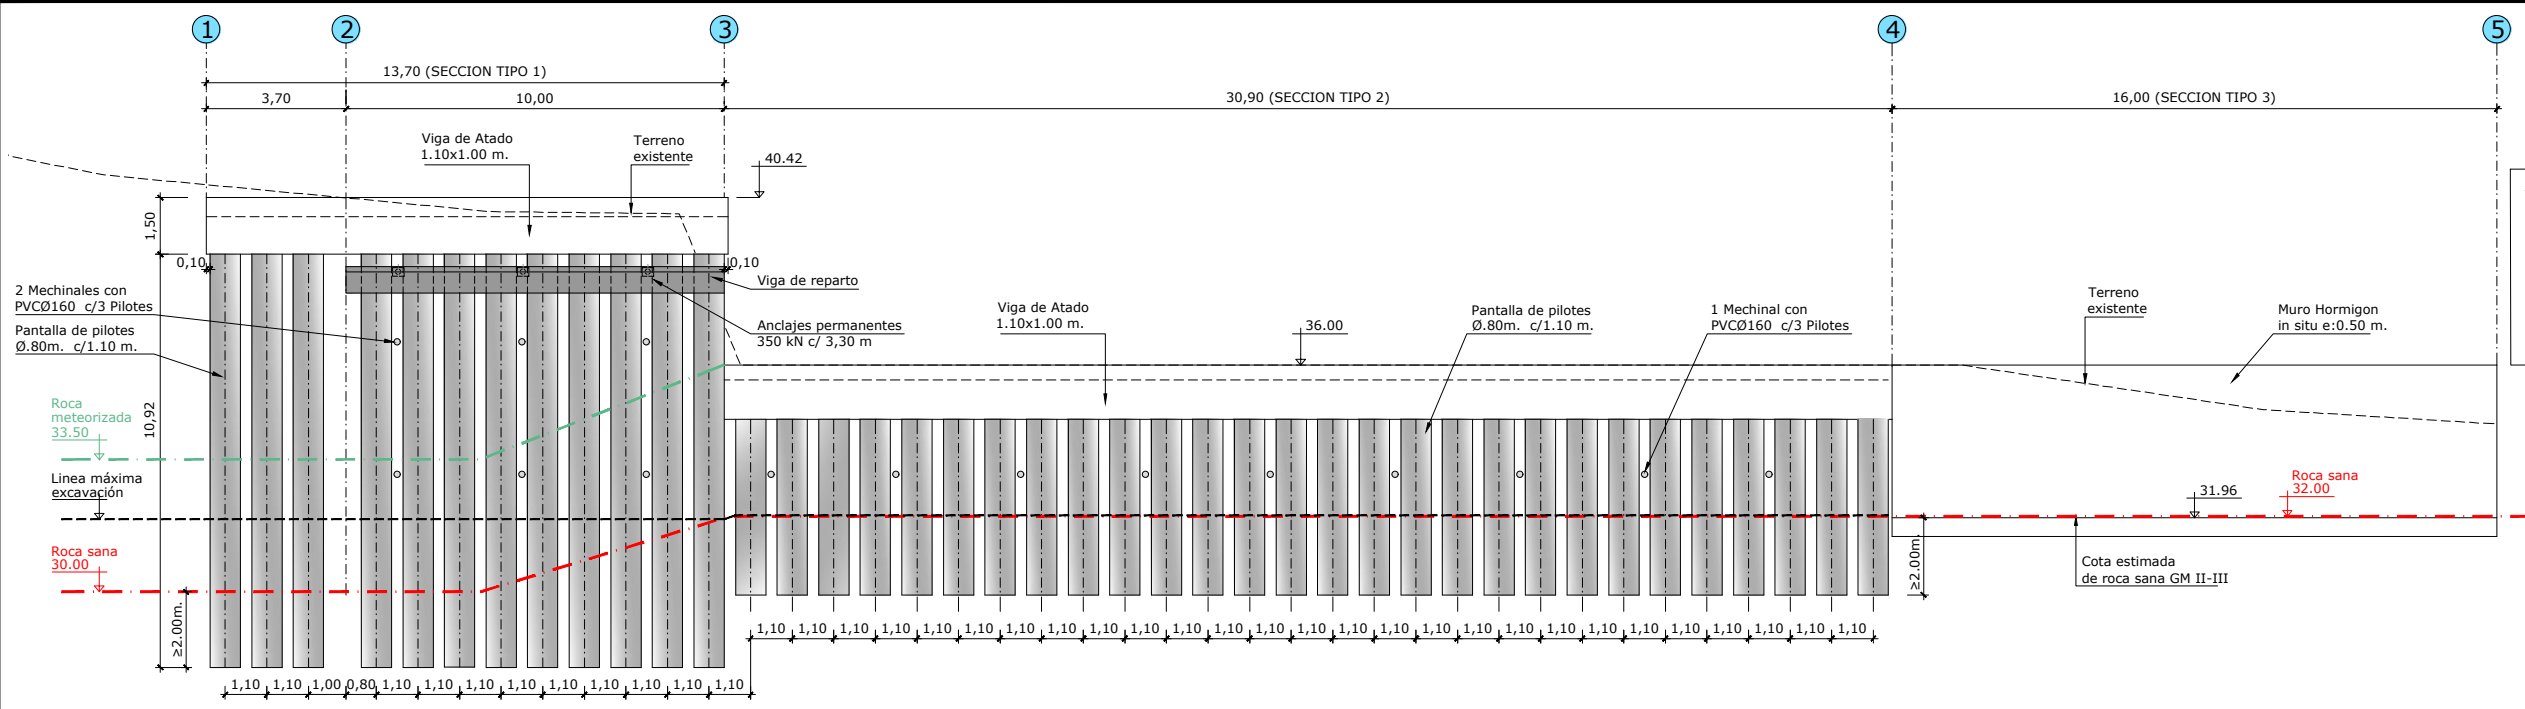 1
2
3
4
5
13,70 (SECCION TIPO 1)
3,70
10,00
30,90 (SECCION TIPO 2)
16,00 (SECCION TIPO 3)
Viga de Atado
1.10x1.00 m.
Terreno
existente
40.42
1,50
0,10
0,10
Viga de reparto
2 Mechinales con
PVCØ160 c/3 Pilotes
Pantalla de pilotes
Ø.80m. c/1.10 m.
Anclajes permanentes
350 kN c/ 3,30 m
Viga de Atado
1.10x1.00 m.
36.00
Pantalla de pilotes
Ø.80m. c/1.10 m.
1 Mechinal con
PVCØ160 c/3 Pilotes
Terreno
existente
Muro Hormigon
in situ e:0.50 m.
Roca
meteorizada
33.50
10,92
Linea máxima
excavación
Roca sana
30.00
≥2.00m.
31.96
Roca sana
32.00
≥2.00m.
Cota estimada
de roca sana GM II-III
1,10 1,10 1,10 1,10 1,10 1,10 1,10 1,10 1,10 1,10 1,10 1,10 1,10 1,10 1,10 1,10 1,10 1,10 1,10 1,10 1,10 1,10 1,10 1,10 1,10 1,10 1,10
1,10 1,10 1,00 0,80 1,10 1,10 1,10 1,10 1,10 1,10 1,10 1,10 1,10